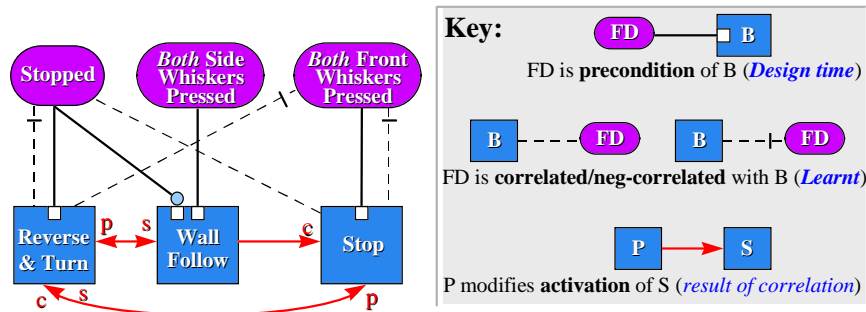 Stopped
Both Side
Whiskers
Pressed
Both Front
Whiskers
Pressed
Reverse
& Turn
p
s
Wall
Follow
c
Stop
c
s
p
Key:
FD
B
FD is precondition of B (Design time)
B
FD
B
FD
FD is correlated/neg-correlated with B (Learnt)
P
S
P modifies activation of S (result of correlation)